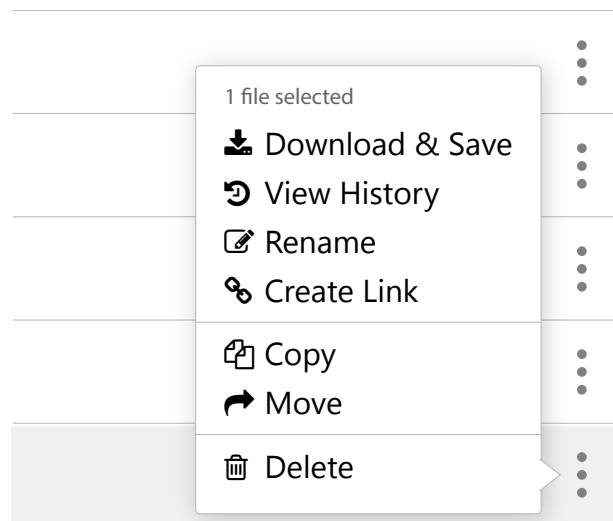 1 file selected
Download & Save
View History
Rename
Create Link
Copy
Move
Delete